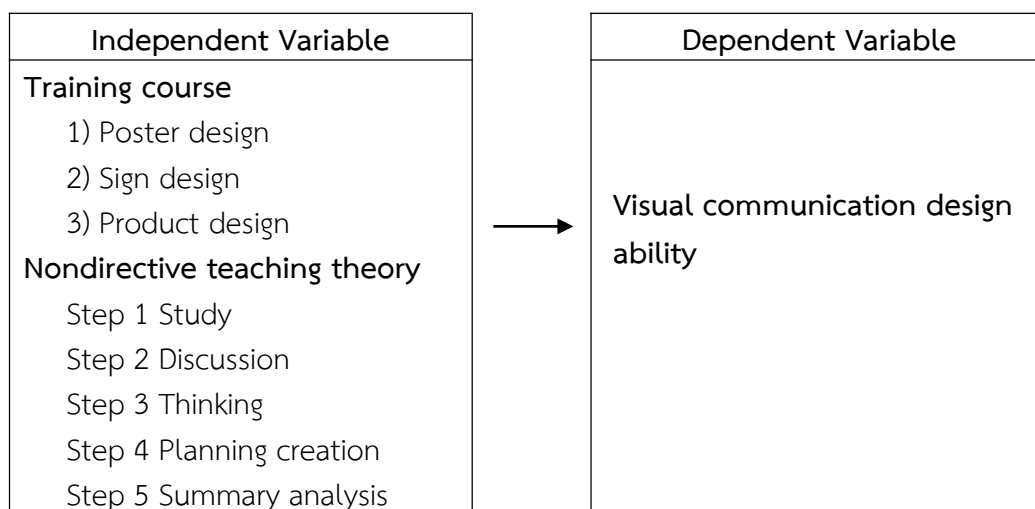 Independent Variable
Training course
1) Poster design
2) Sign design
3) Product design
Nondirective teaching theory
Step 1 Study
Step 2 Discussion
Step 3 Thinking
Step 4 Planning creation
Step 5 Summary analysis
Dependent Variable
Visual communication design
ability